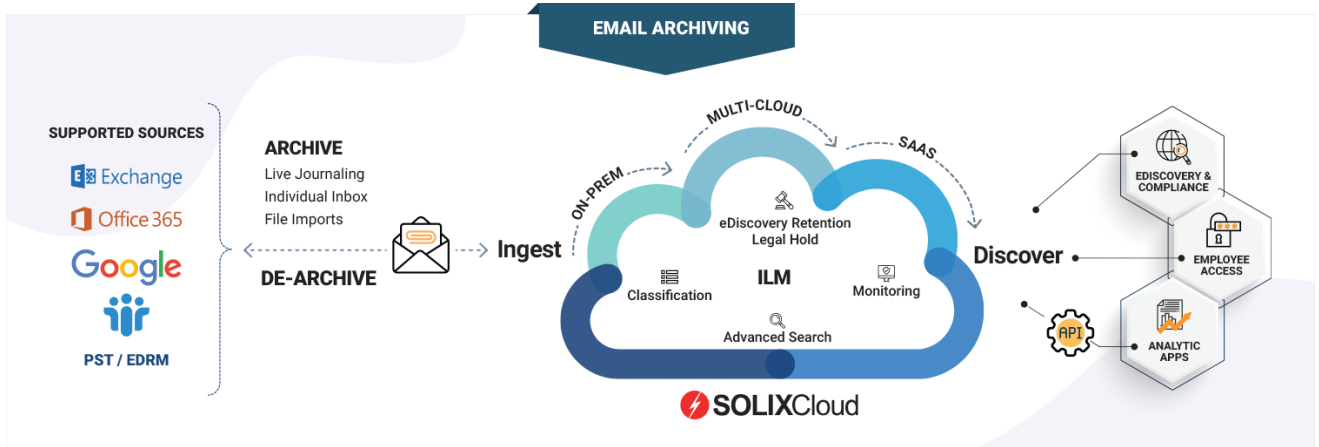 EMAIL ARCHIVING
SUPPORTED SOURCES
E Exchange
Office 365
Google
PST / EDRM
ARCHIVE
Live Journaling
Individual Inbox
File Imports
DE-ARCHIVE
Ingest
ON-PREM
MULTI-CLOUD
SAAS
eDiscovery Retention
Legal Hold
Classification
ILM
Monitoring
Advanced Search
SOLIXCloud
Discover
EDISCOVERY &
COMPLIANCE
***
EMPLOYEE
ACCESS
API
ANALYTIC
APPS